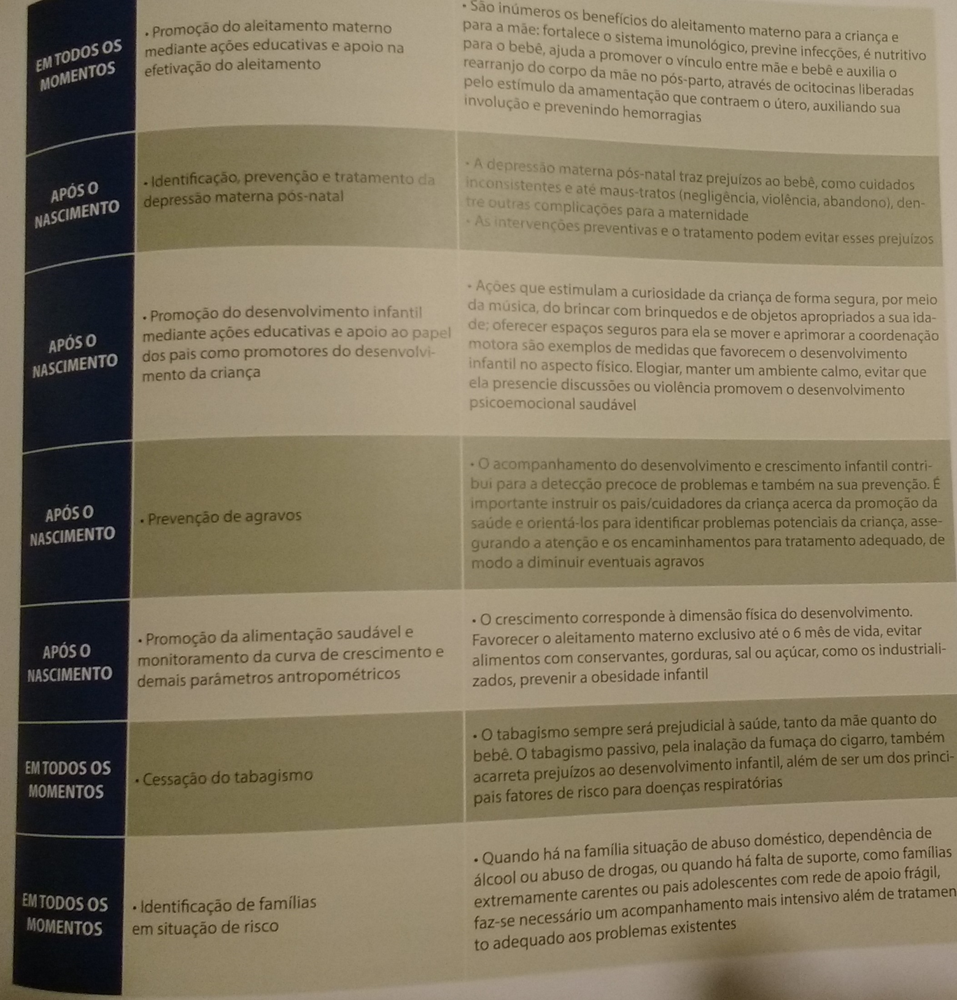 EM TODOS OS
MOMENTOS
• Promoção do aleitamento materno
mediante ações educativas e apoio na
efetivação do aleitamento
• São inúmeros os benefícios do aleitamento materno para a criança e
para a mãe: fortalece o sistema imunológico, previne infecções, é nutritivo
para o bebê, ajuda a promover o vínculo entre mãe e bebê e auxilia o
rearranjo do corpo da mãe no pós-parto, através de ocitocinas liberadas
pelo estímulo da amamentação que contraem o útero, auxiliando sua
involução e prevenindo hemorragias
APÓS O
NASCIMENTO
• Identificação, prevenção e tratamento da
depressão materna pós-natal
• A depressão materna pós-natal traz prejuízos ao bebê, como cuidados
inconsistentes e até maus-tratos (negligência, violência, abandono), den-
tre outras complicações para a maternidade
• As intervenções preventivas e o tratamento podem evitar esses prejuízos
APÓS O
NASCIMENTO
• Promoção do desenvolvimento infantil
mediante ações educativas e apoio ao papel
dos pais como promotores do desenvolvi-
mento da criança
• Ações que estimulam a curiosidade da criança de forma segura, por meio
da música, do brincar com brinquedos e de objetos apropriados a sua ida-
de; oferecer espaços seguros para ela se mover e aprimorar a coordenação
motora são exemplos de medidas que favorecem o desenvolvimento
infantil no aspecto físico. Elogiar, manter um ambiente calmo, evitar que
ela presencie discussões ou violência promovem o desenvolvimento
psicoemocional saudável
APÓS O
NASCIMENTO
• Prevenção de agravos
• O acompanhamento do desenvolvimento e crescimento infantil contri-
bui para a detecção precoce de problemas e também na sua prevenção. É
importante instruir os pais/cuidadores da criança acerca da promoção da
saúde e orientá-los para identificar problemas potenciais da criança, asse-
gurando a atenção e os encaminhamentos para tratamento adequado, de
modo a diminuir eventuais agravos
APÓS O
NASCIMENTO
• Promoção da alimentação saudável e
monitoramento da curva de crescimento e
demais parâmetros antropométricos
• O crescimento corresponde à dimensão física do desenvolvimento.
Favorecer o aleitamento materno exclusivo até o 6 mês de vida, evitar
alimentos com conservantes, gorduras, sal ou açúcar, como os industriali-
zados, prevenir a obesidade infantil
EM TODOS OS
MOMENTOS
• Cessação do tabagismo
• O tabagismo sempre será prejudicial à saúde, tanto da mãe quanto do
bebê. O tabagismo passivo, pela inalação da fumaça do cigarro, também
acarreta prejuízos ao desenvolvimento infantil, além de ser um dos princi-
pais fatores de risco para doenças respiratórias
EM TODOS OS
MOMENTOS
• Identificação de famílias
em situação de risco
• Quando há na família situação de abuso doméstico, dependência de
álcool ou abuso de drogas, ou quando há falta de suporte, como famílias
extremamente carentes ou pais adolescentes com rede de apoio frágil,
faz-se necessário um acompanhamento mais intensivo além de tratamen
to adequado aos problemas existentes